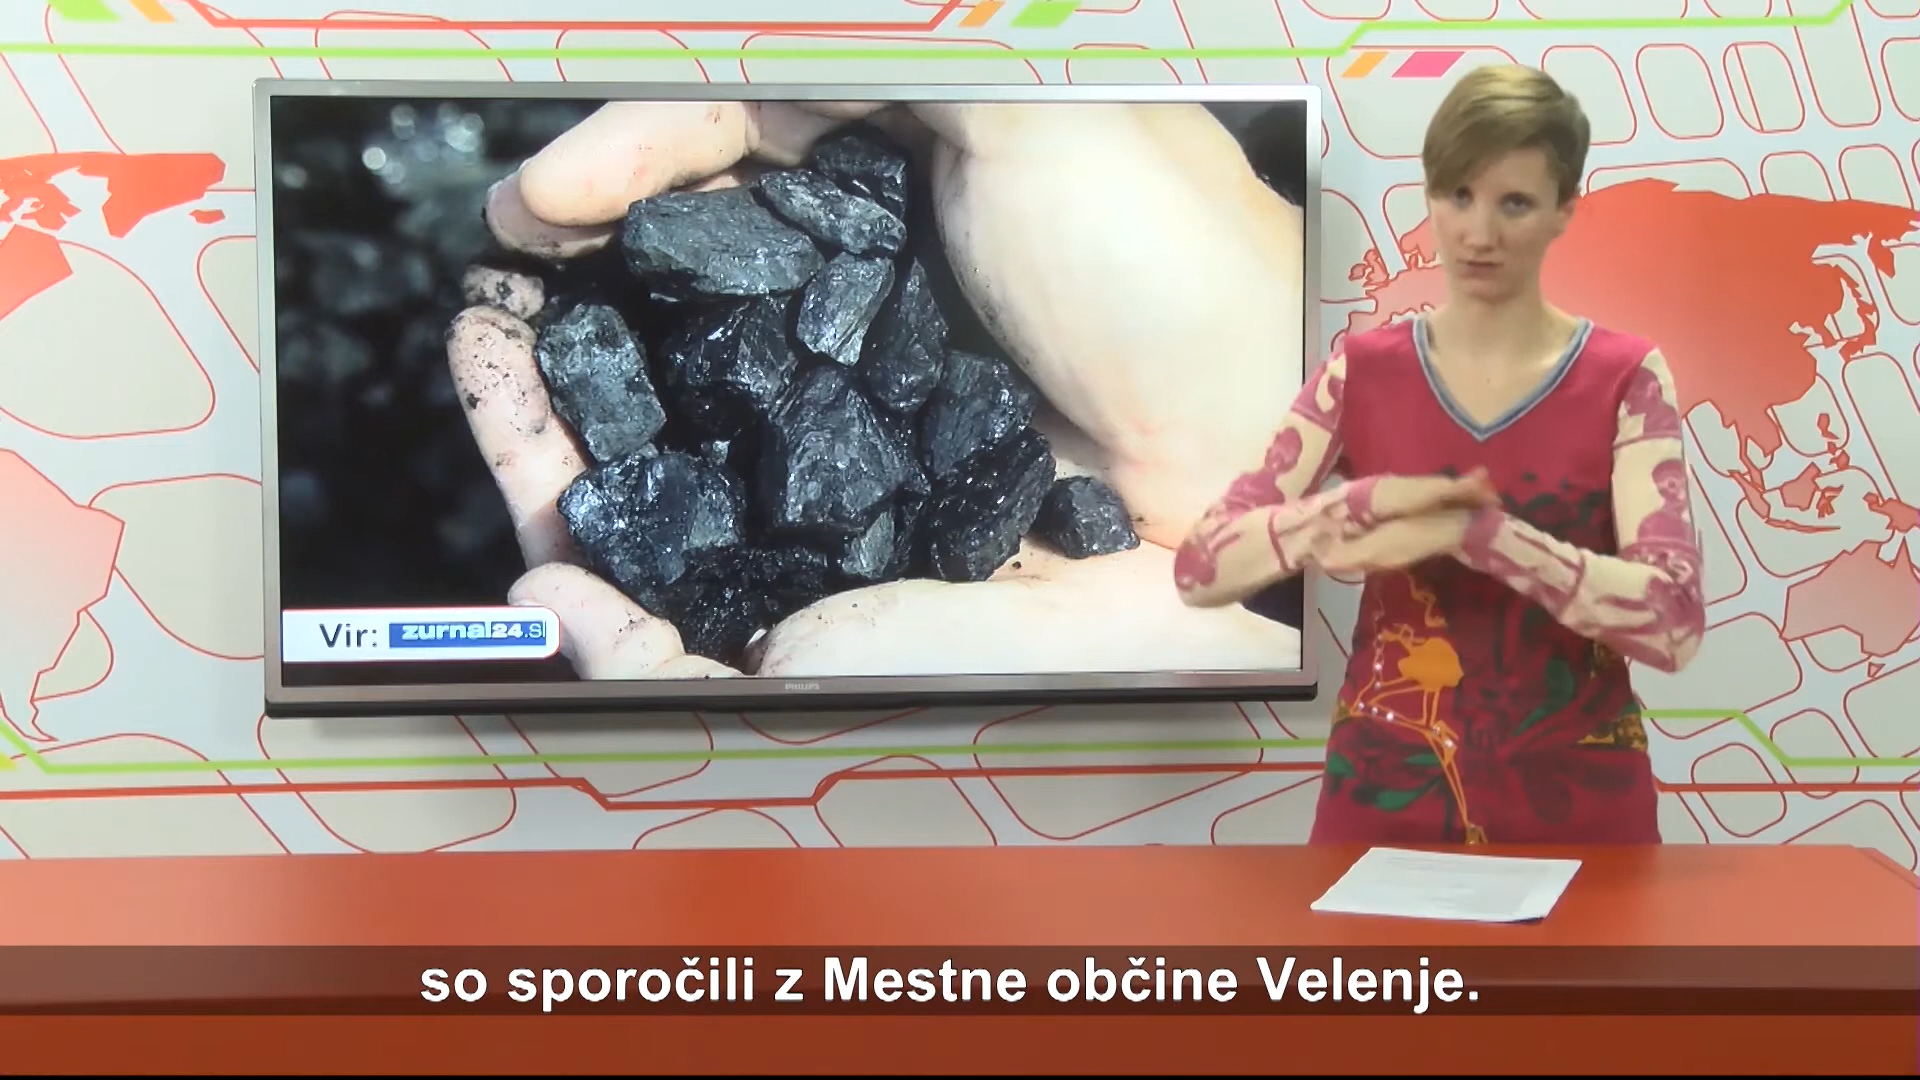 Vir: zurnal24.si
PHILIPS
so sporočili z Mestne občine Velenje.